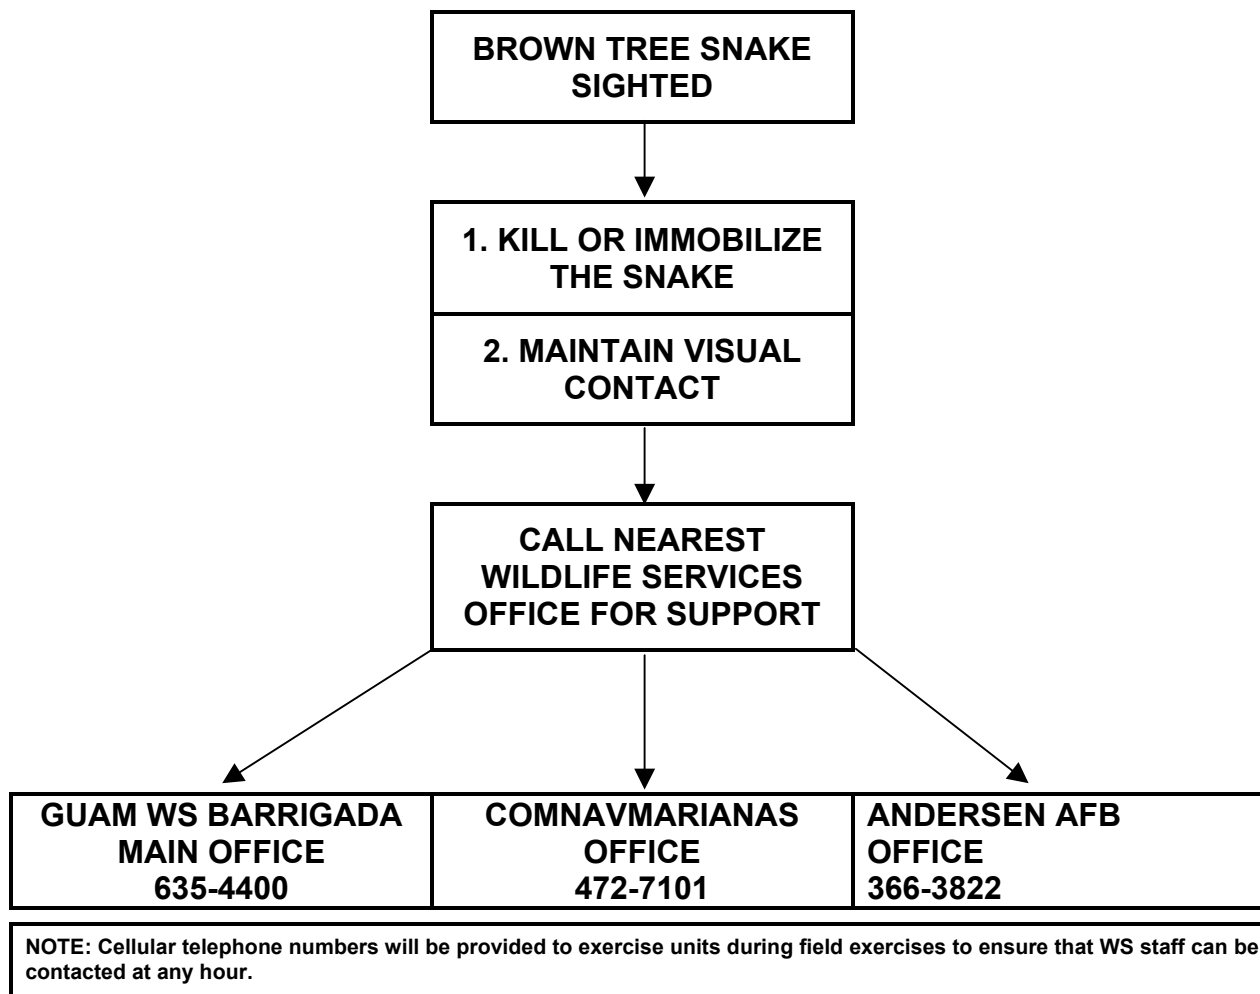 BROWN TREE SNAKE
SIGHTED
1. KILL OR IMMOBILIZE
THE SNAKE
2. MAINTAIN VISUAL
CONTACT
CALL NEAREST
WILDLIFE SERVICES
OFFICE FOR SUPPORT
GUAM WS BARRIGADA
MAIN OFFICE
635-4400
COMNAVMARIANAS
OFFICE
472-7101
ANDERSEN AFB
OFFICE
366-3822
NOTE: Cellular telephone numbers will be provided to exercise units during field exercises to ensure that WS staff can be
contacted at any hour.